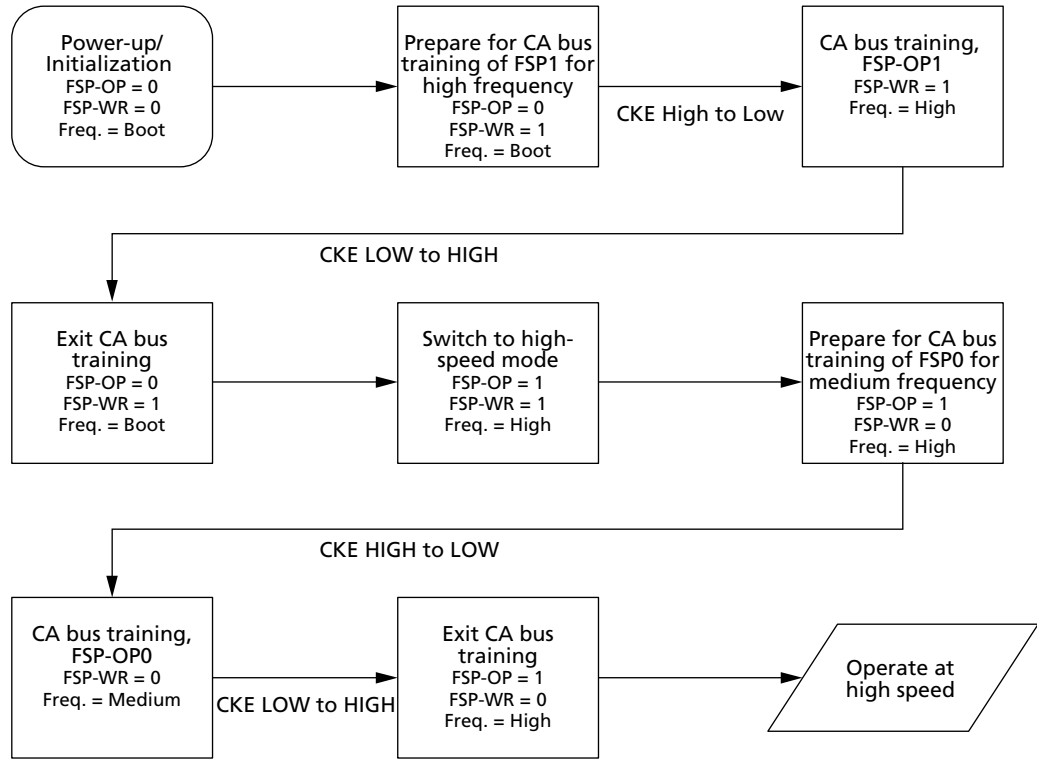 Power-up/
Initialization
FSP-OP = 0
FSP-WR = 0
Freq. = Boot
Prepare for CA bus
training of FSP1 for
high frequency
FSP-OP = 0
FSP-WR = 1
Freq. = Boot
CKE High to Low
CA bus training,
FSP-OP1
FSP-WR = 1
Freq. = High
CKE LOW to HIGH
Exit CA bus
training
FSP-OP = 0
FSP-WR = 1
Freq. = Boot
Switch to high-
speed mode
FSP-OP = 1
FSP-WR = 1
Freq. = High
Prepare for CA bus
training of FSP0 for
medium frequency
FSP-OP = 1
FSP-WR = 0
Freq. = High
CKE HIGH to LOW
CA bus training,
FSP-OP0
FSP-WR = 0
Freq. = Medium
CKE LOW to HIGH
Exit CA bus
training
FSP-OP = 1
FSP-WR = 0
Freq. = High
Operate at
high speed